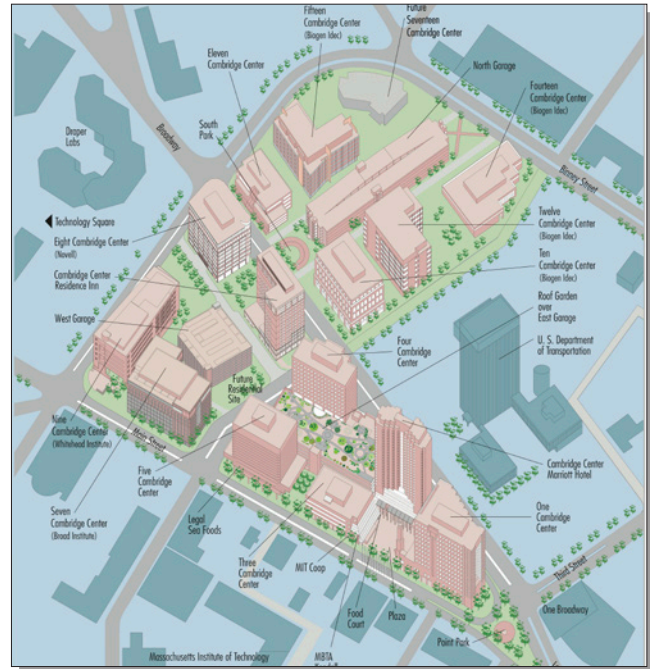 Fifteen
Cambridge Center
(Biogen Idec)
Future
Seventeen
Cambridge Center
Eleven
Cambridge Center
North Garage
Fourteen
Cambridge Center
(Biogen Idec)
South
Park
Broadway
Draper
Labs
Binney Street
Technology Square
Eight Cambridge Center
(Novell)
Twelve
Cambridge Center
(Biogen Idec)
Cambridge Center
Residence Inn
Ten
Cambridge Center
(Biogen Idec)
West Garage
Roof Garden
over
East Garage
Four
Cambridge
Center
U. S. Department
of Transportation
Future
Residential
Site
Nine
Cambridge Center
(Whitehead Institute)
Main Street
Five
Cambridge
Center
Cambridge Center
Marriott Hotel
Seven
Cambridge Center
(Broad Institute)
Legal
Sea Foods
One
Cambridge
Center
Three
Cambridge
Center
MIT Coop
Third Street
Food
Court
Plaza
One Broadway
Point Park
Massachusetts Institute of Technology
MBTA